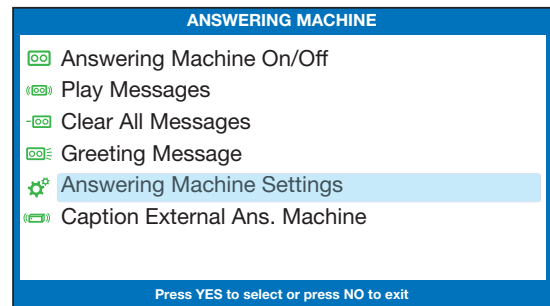 ANSWERING MACHINE
Answering Machine On/Off
Play Messages
Clear All Messages
Greeting Message
Answering Machine Settings
Caption External Ans. Machine
Press YES to select or press NO to exit